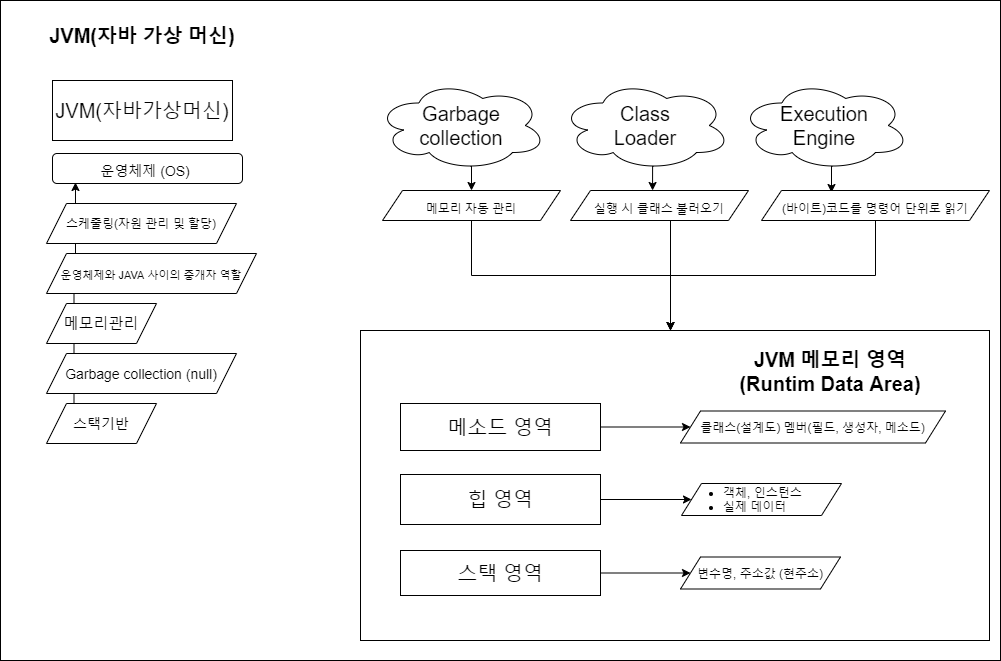 JVM(자바 가상 머신)
JVM(자바가상머신)
운영체제 (OS)
스케줄링(자원 관리 및 할당)
운영체제와 JAVA 사이의 중개자 역할
메모리관리
Garbage collection (null)
스택기반
Garbage
collection
Class
Loader
Execution
Engine
메모리 자동 관리
실행 시 클래스 불러오기
(바이트)코드를 명령어 단위로 읽기
JVM 메모리 영역
(Runtim Data Area)
메소드 영역
클래스(설계도) 멤버(필드, 생성자, 메소드)
힙 영역
• 객체, 인스턴스
• 실제 데이터
스택 영역
변수명, 주소값 (현주소)